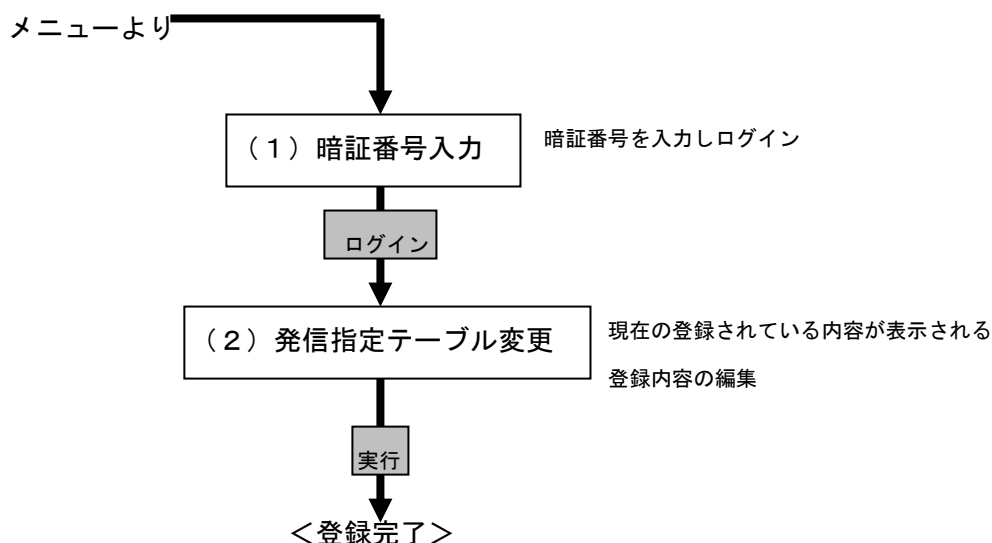 メニューより
（１）暗証番号入力
暗証番号を入力しログイン
ログイン
（２）発信指定テーブル変更
現在の登録されている内容が表示される
登録内容の編集
実行
＜登録完了＞